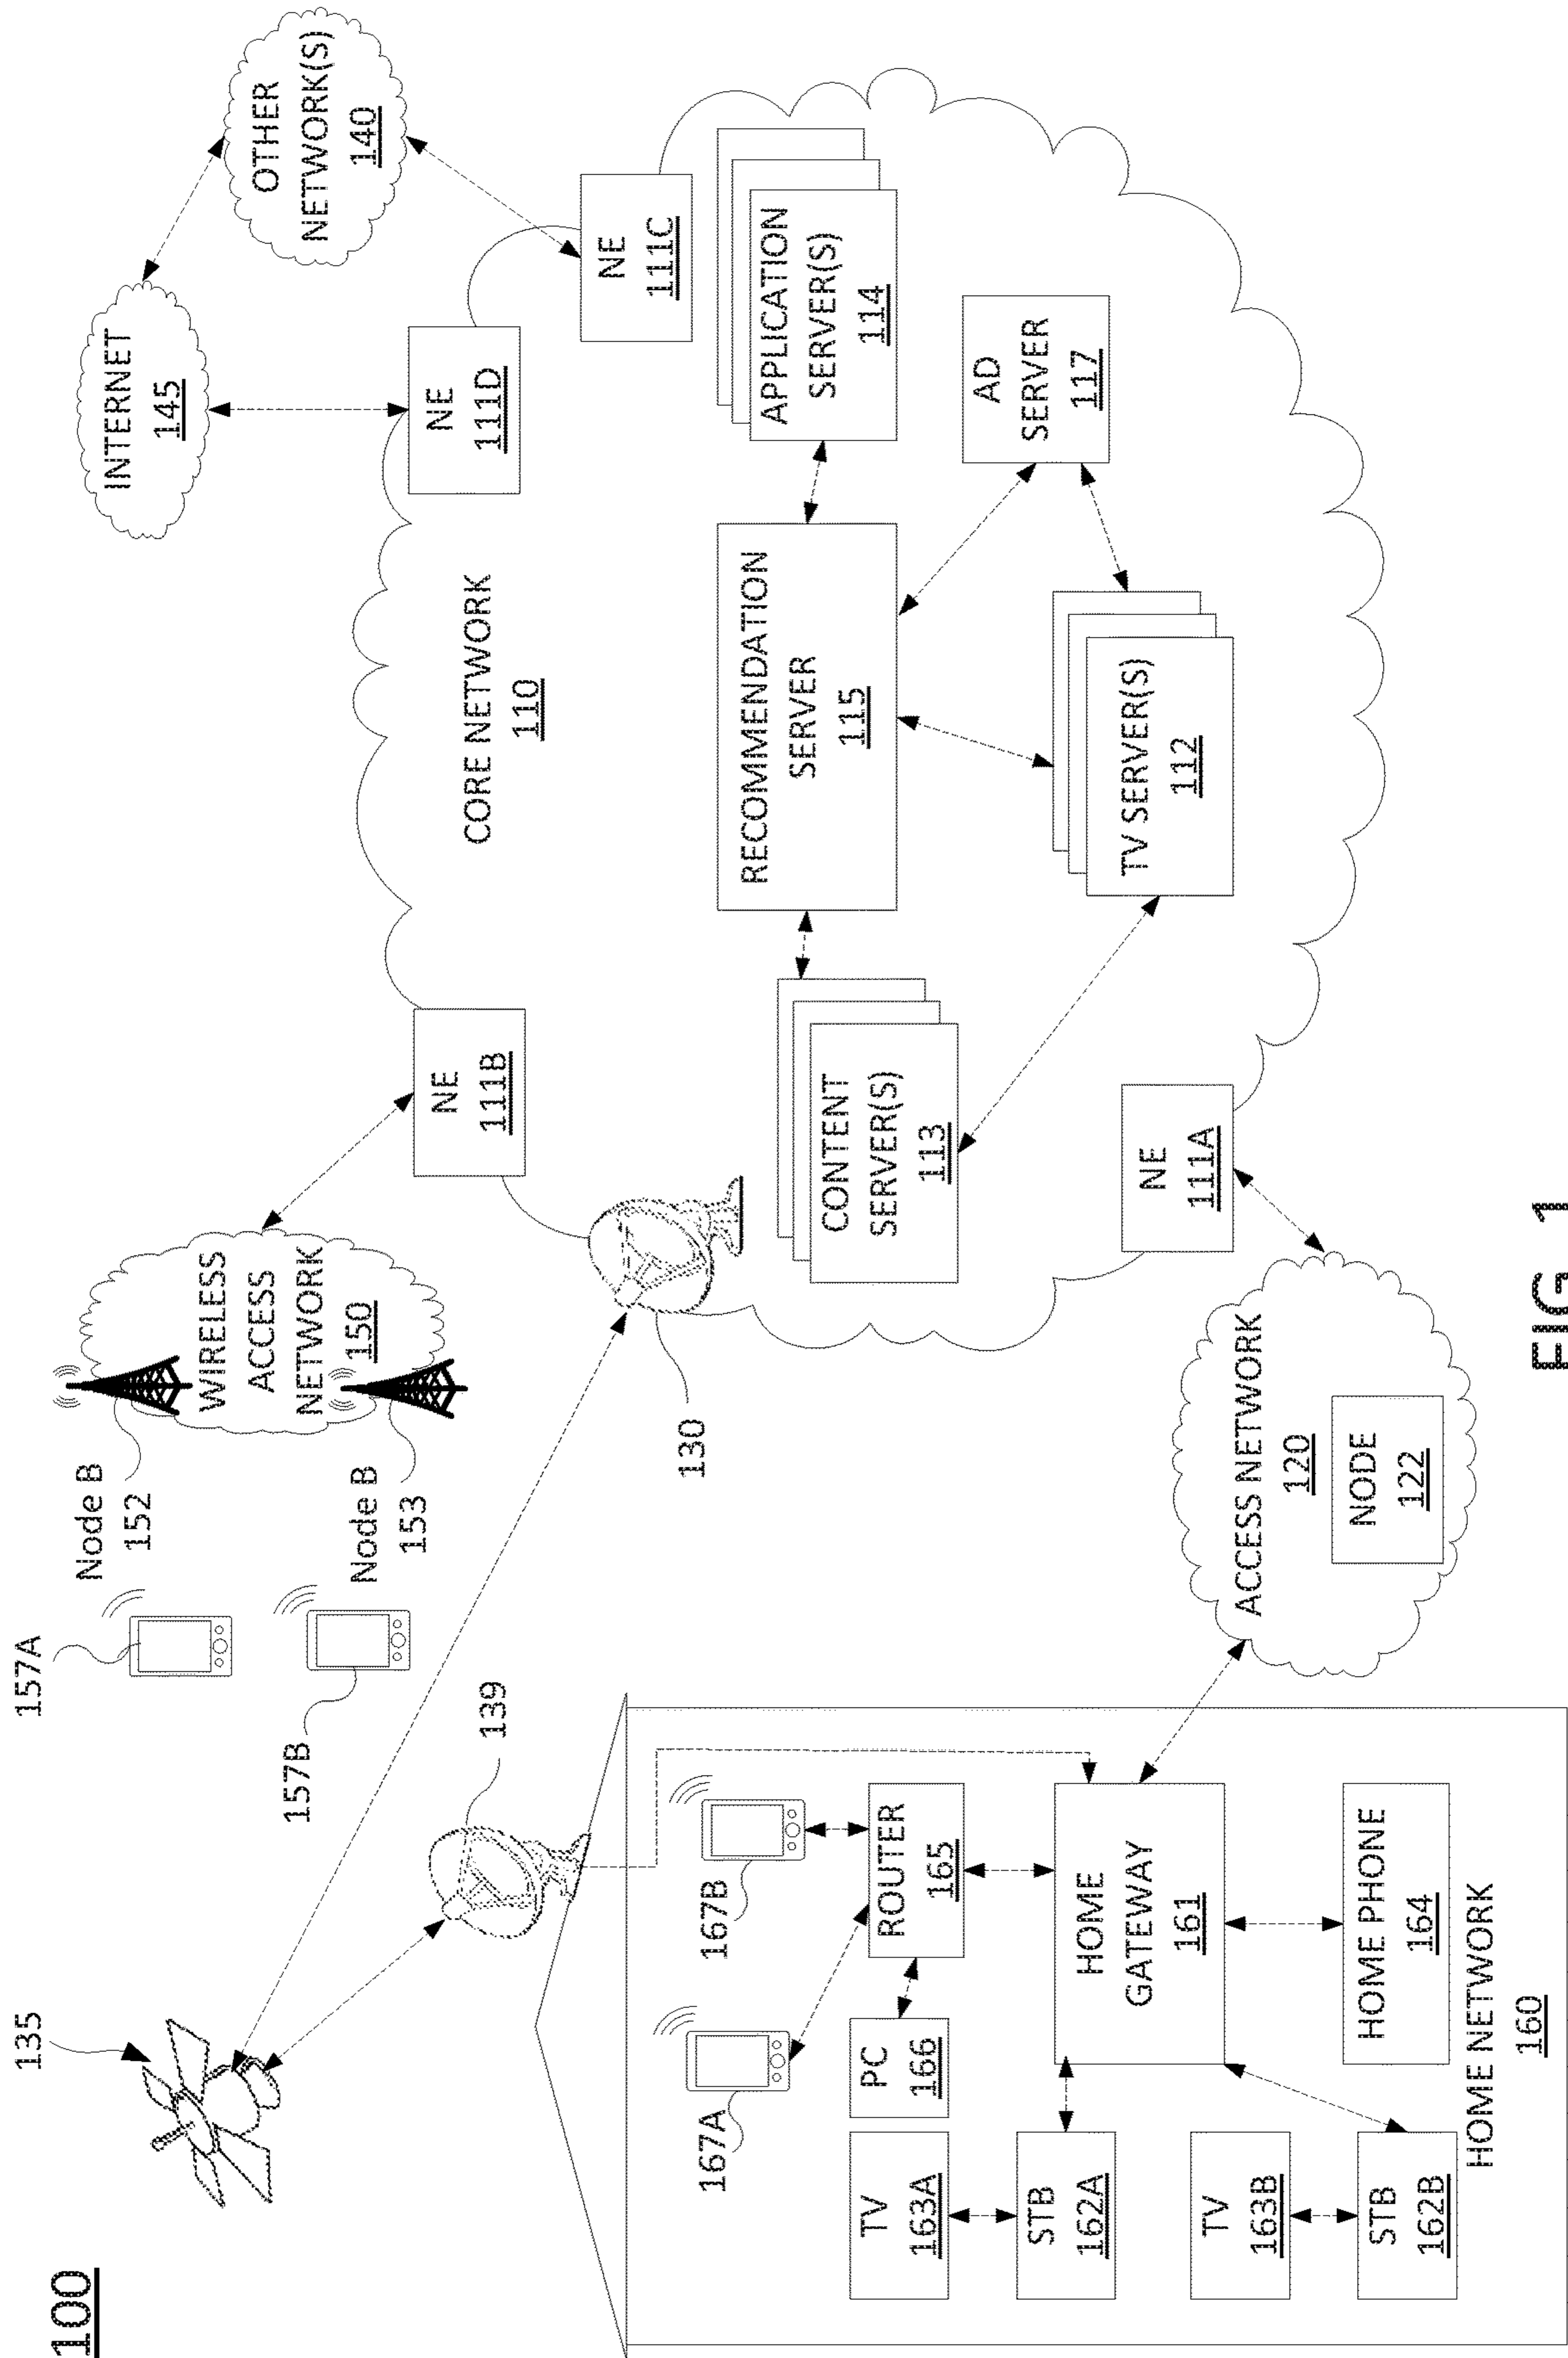 100
135
157A
157B
Node B
152
Node B
153
WIRELESS
ACCESS
NETWORK
150
INTERNET
145
OTHER
NETWORK(S)
140
NE
111B
NE
111D
NE
111C
CORE NETWORK
110
139
130
RECOMMENDATION
SERVER
115
APPLICATION
SERVER(S)
114
CONTENT
SERVER(S)
113
AD
SERVER
117
TV SERVER(S)
112
NE
111A
167A
167B
TV
163A
PC
166
ROUTER
165
STB
162A
HOME
GATEWAY
161
TV
163B
STB
162B
HOME PHONE
164
HOME NETWORK
160
ACCESS NETWORK
120
NODE
122
FIG. 1